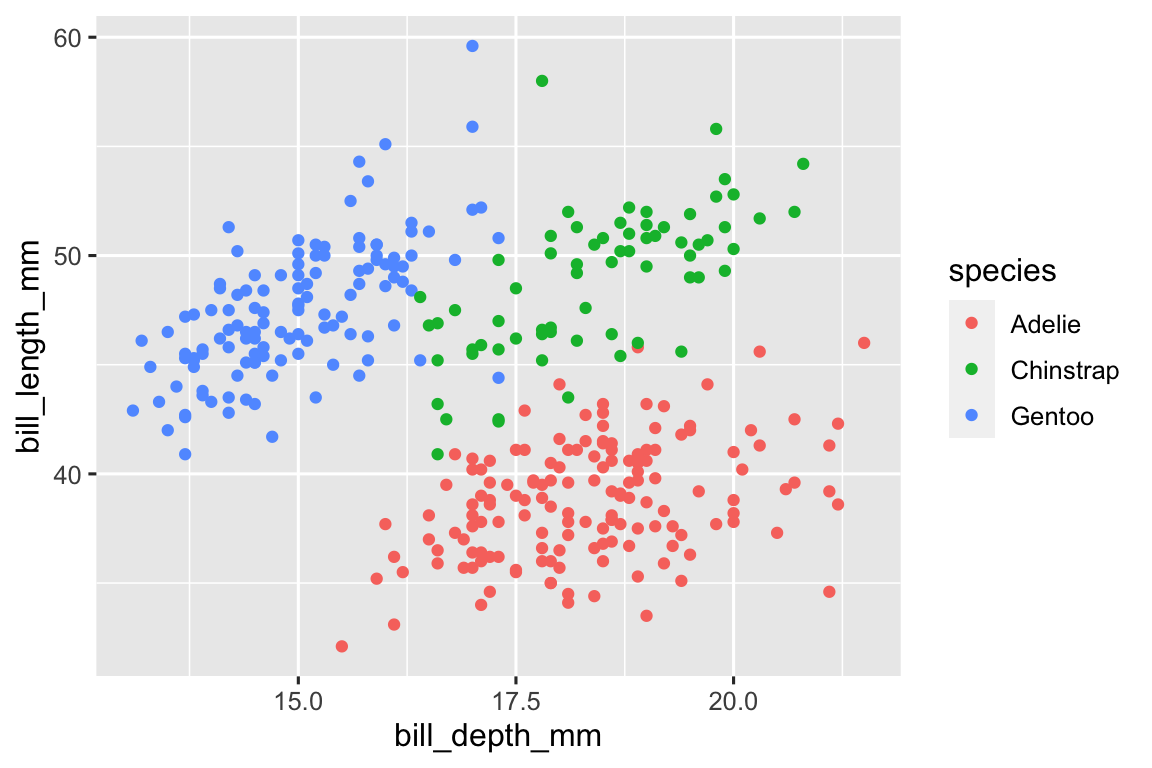 60
50
40
bill_length_mm
15.0
17.5
20.0
bill_depth_mm
species
Adelie
Chinstrap
Gentoo